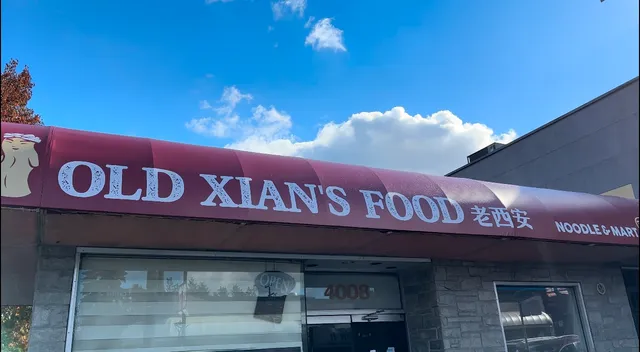 OLD XIAN'S FOOD 老西安 NOODLE & MART
4008